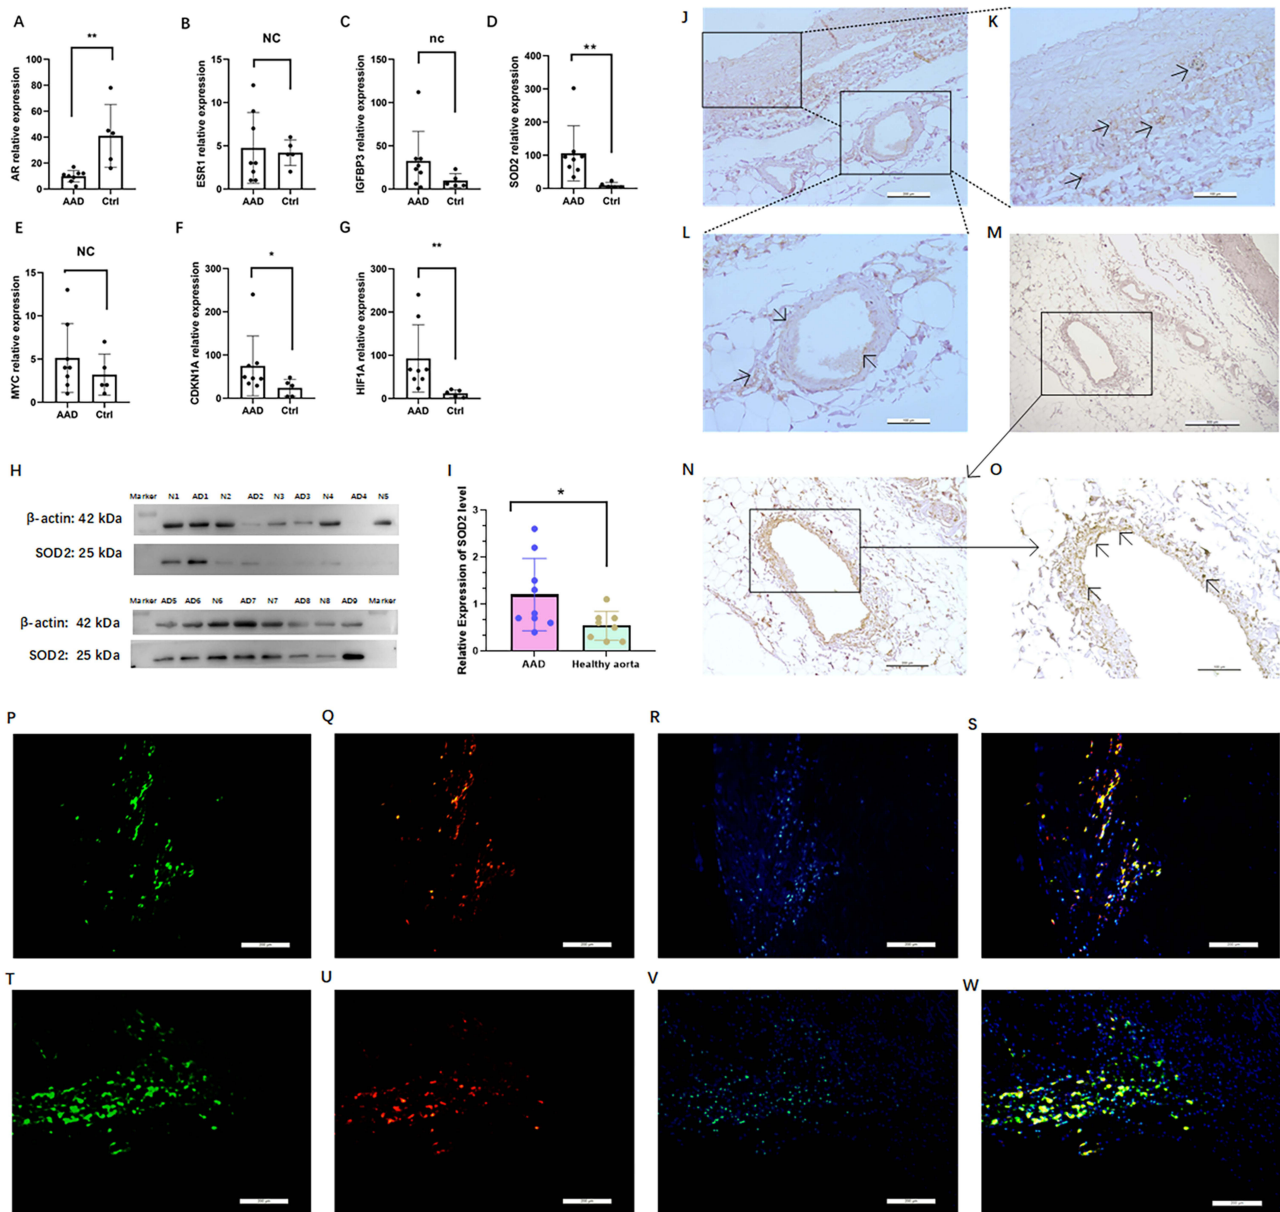 A
AR relative expression
80
60
40
20
0
**
AAD
Ctrl
B
NC
ESR1 relative expression
15
10
5
0
AAD
Ctrl
C
nc
IGFBP3 relative expression
150
100
50
0
AAD
Ctrl
D
**
SOD2 relative expression
400
300
200
100
0
AAD
Ctrl
E
NC
MYC relative expression
15
10
5
0
AAD
Ctrl
F
*
CDKN1A relative expression
300
200
100
0
AAD
Ctrl
G
**
HIF1A relative expressin
300
200
100
0
AAD
Ctrl
H
Marker N1 AD1 N2 AD2 N3 AD3 N4 AD4 N5
β-actin: 42 kDa
SOD2: 25 kDa
Marker AD5 AD6 N6 AD7 N7 AD8 N8 AD9 Marker
β-actin: 42 kDa
SOD2: 25 kDa
I
*
Relative Expression of SOD2 level
3
2
1
0
AAD
Healthy aorta
J
K
L
M
N
O
P
Q
R
S
T
U
V
W